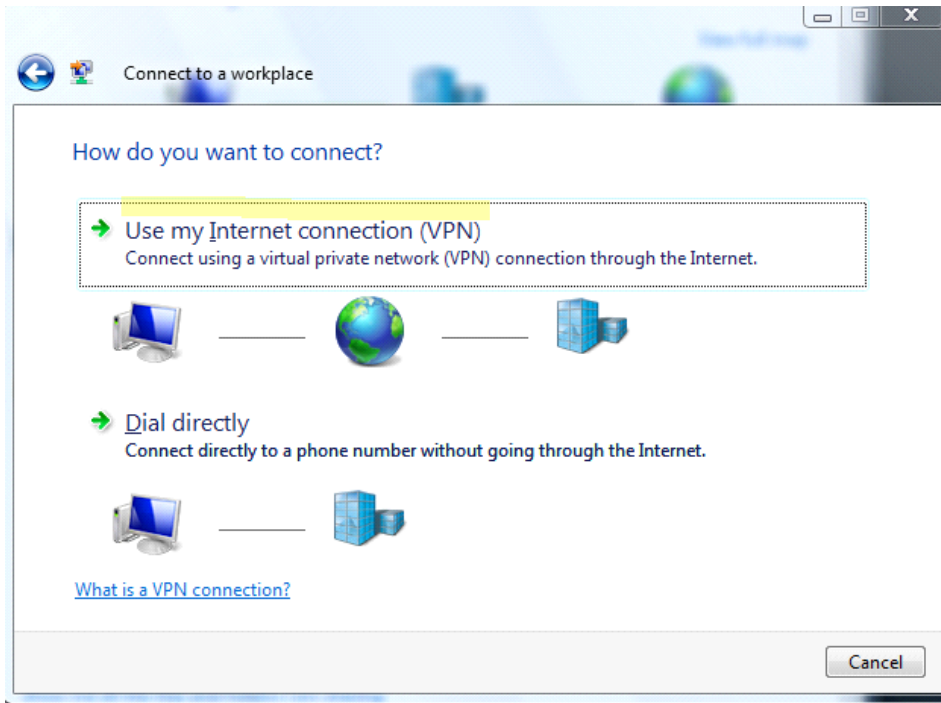 Connect to a workplace
How do you want to connect?
Use my Internet connection (VPN)
Connect using a virtual private network (VPN) connection through the Internet.
Dial directly
Connect directly to a phone number without going through the Internet.
What is a VPN connection?
Cancel